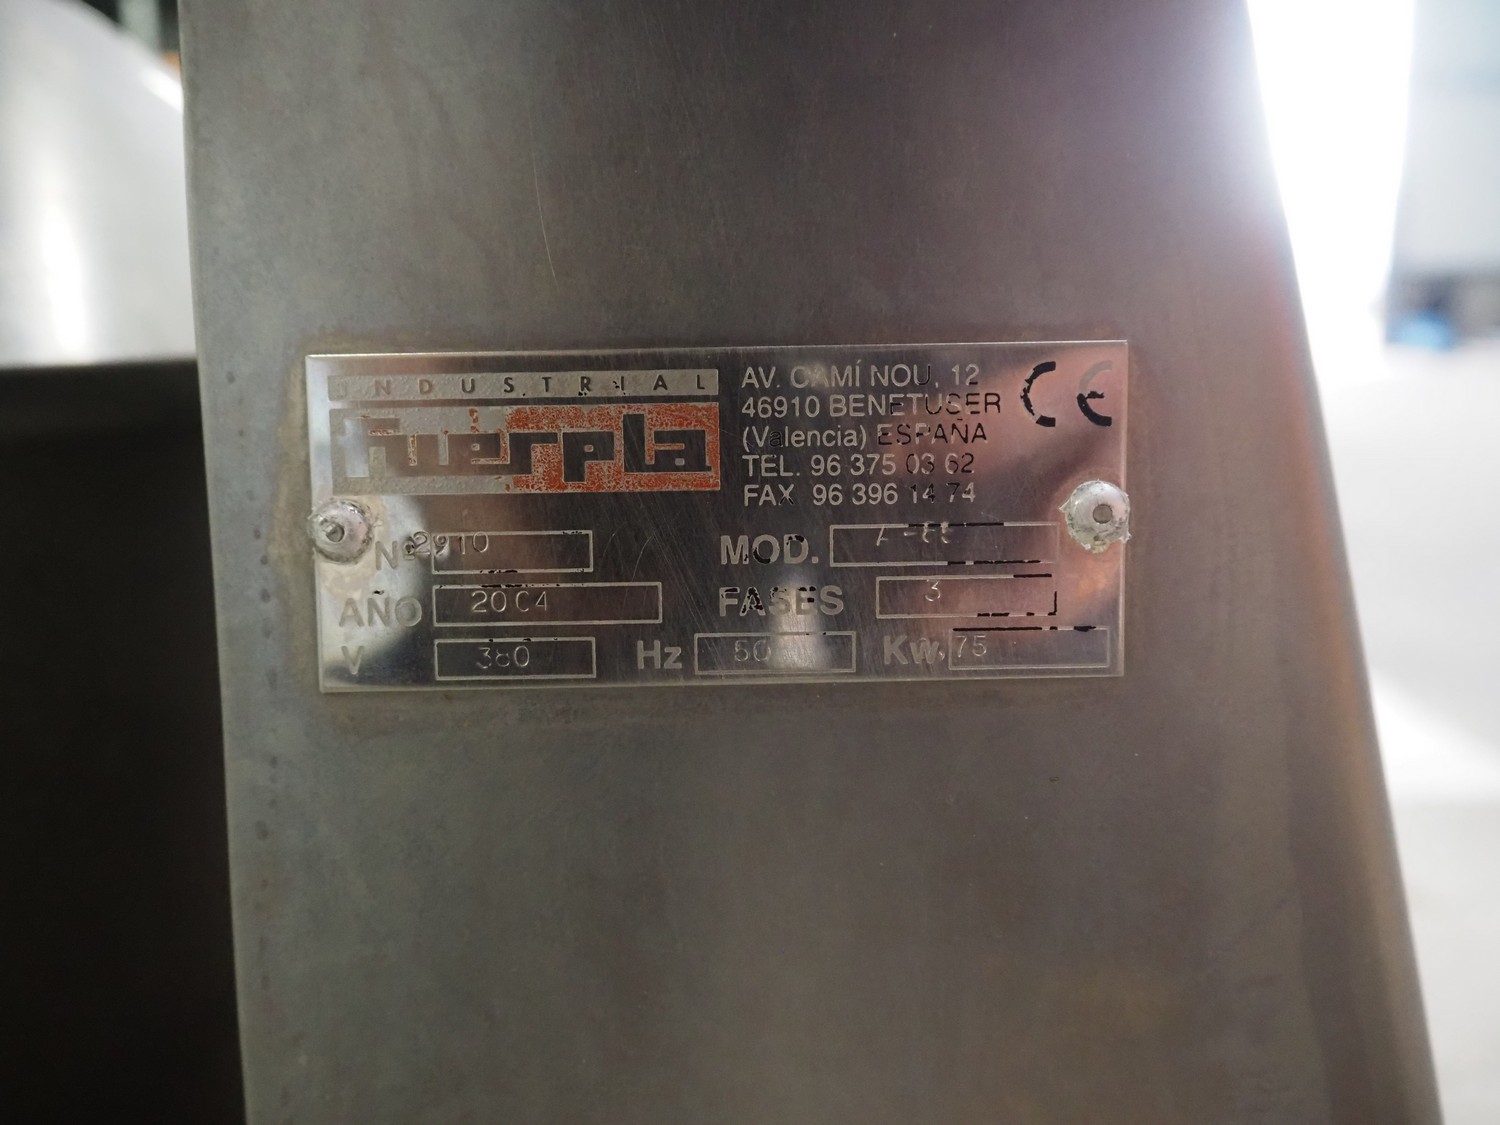 INDUSTRIAL
Fuerpla
AV. CAMÍ NOU, 12
46910 BENETUSER
(Valencia) ESPAÑA
TEL. 96 375 03 62
FAX 96 396 14 74
CE
Nº 2910
MOD.
AÑO 2004
FASES 3
V 380
Hz 50
Kw. 75